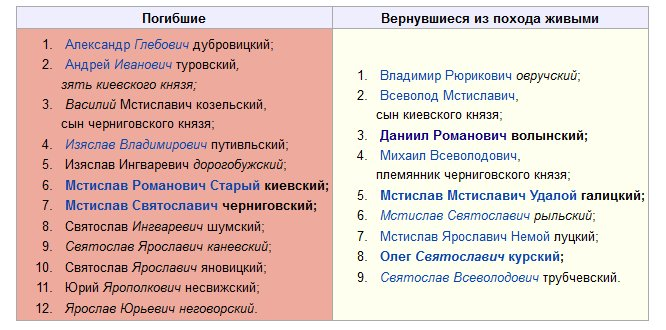 Погибшие
1. Александр Глебович дубровицкий;
2. Андрей Иванович туровский,
зять киевского князя;
3. Василий Мстиславич козельский,
сын черниговского князя;
4. Изяслав Владимирович путивльский;
5. Изяслав Ингваревич дорогобужский;
6. Мстислав Романович Старый киевский;
7. Мстислав Святославич черниговский;
8. Святослав Ингваревич шумский;
9. Святослав Ярославич каневский;
10. Святослав Ярославич яновицкий;
11. Юрий Ярополкович несвижский;
12. Ярослав Юрьевич неговорский.
Вернувшиеся из похода живыми
1. Владимир Рюрикович овручский;
2. Всеволод Мстиславич,
сын киевского князя;
3. Даниил Романович волынский;
4. Михаил Всеволодович,
племянник черниговского князя;
5. Мстислав Мстиславич Удалой галицкий;
6. Мстислав Святославич рыльский;
7. Мстислав Ярославич Немой луцкий;
8. Олег Святославич курский;
9. Святослав Всеволодович трубчевский.